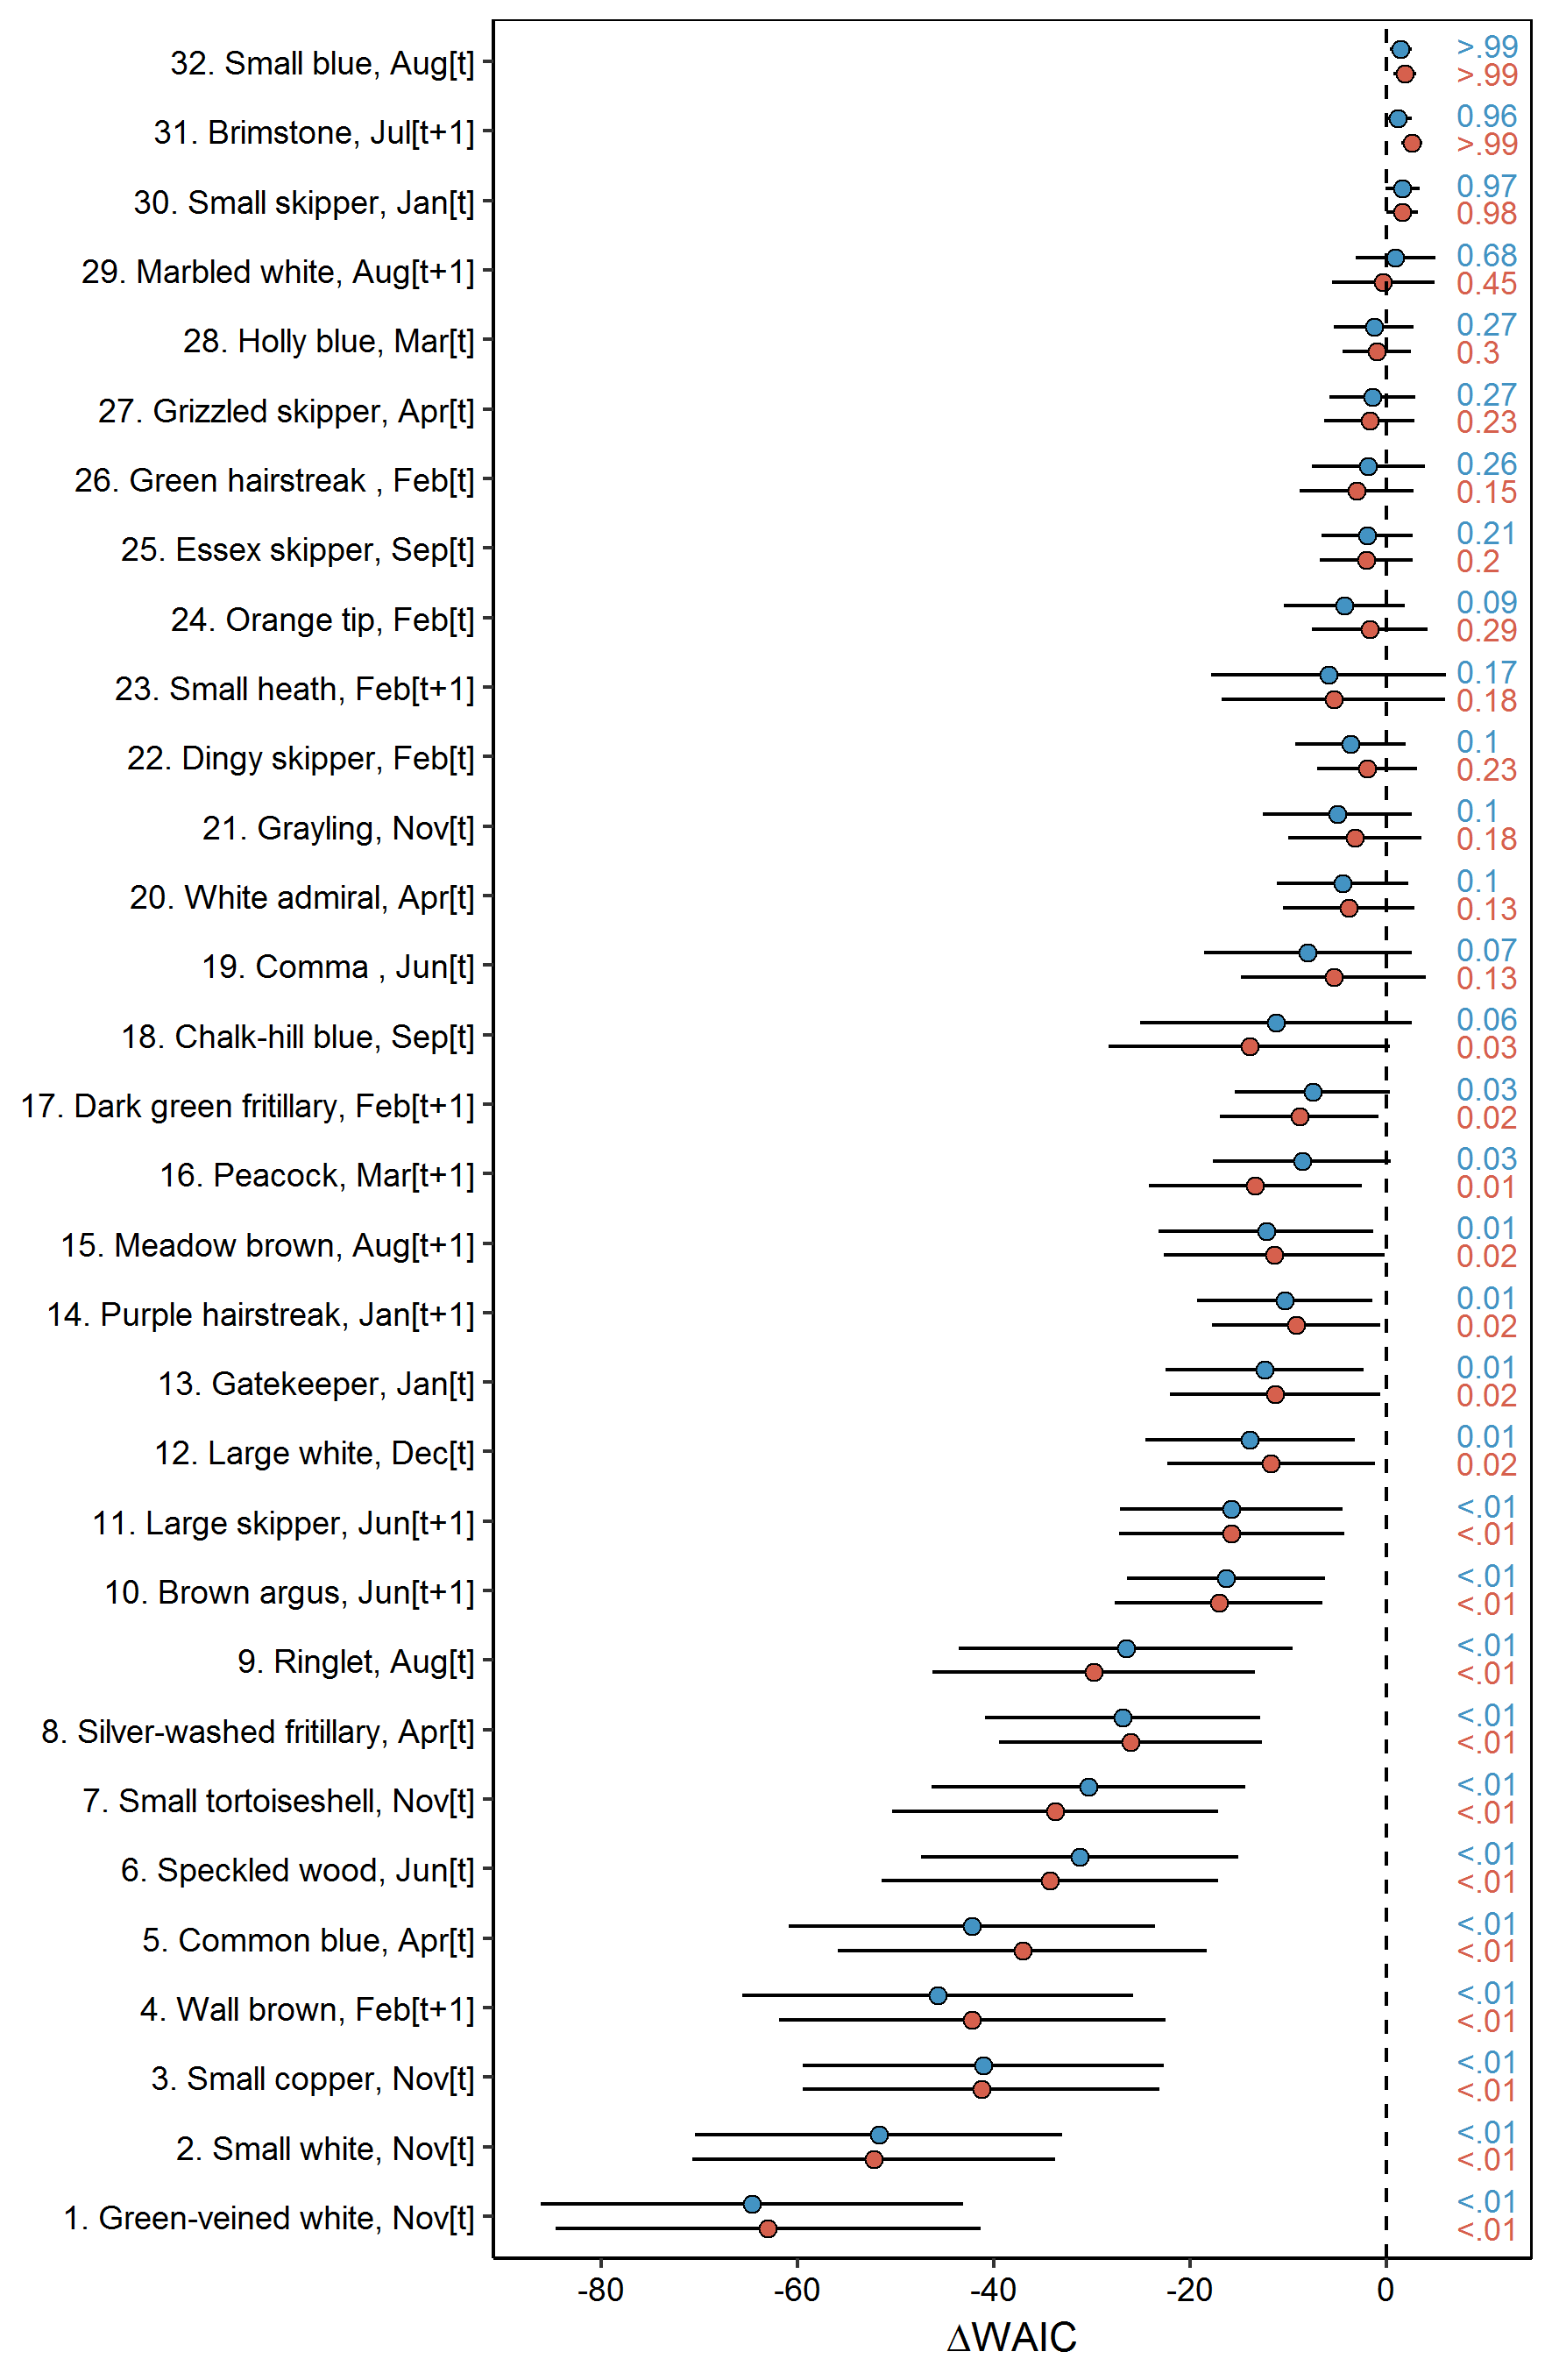 32. Small blue, Aug[t]
>.99
>.99
31. Brimstone, Jul[t+1]
0.96
>.99
30. Small skipper, Jan[t]
0.97
0.98
29. Marbled white, Aug[t+1]
0.68
0.45
28. Holly blue, Mar[t]
0.27
0.3
27. Grizzled skipper, Apr[t]
0.27
0.23
26. Green hairstreak , Feb[t]
0.26
0.15
25. Essex skipper, Sep[t]
0.21
0.2
24. Orange tip, Feb[t]
0.09
0.29
23. Small heath, Feb[t+1]
0.17
0.18
22. Dingy skipper, Feb[t]
0.1
0.23
21. Grayling, Nov[t]
0.1
0.18
20. White admiral, Apr[t]
0.1
0.13
19. Comma , Jun[t]
0.07
0.13
18. Chalk-hill blue, Sep[t]
0.06
0.03
17. Dark green fritillary, Feb[t+1]
0.03
0.02
16. Peacock, Mar[t+1]
0.03
0.01
15. Meadow brown, Aug[t+1]
0.01
0.02
14. Purple hairstreak, Jan[t+1]
0.01
0.02
13. Gatekeeper, Jan[t]
0.01
0.02
12. Large white, Dec[t]
0.01
0.02
11. Large skipper, Jun[t+1]
<.01
<.01
10. Brown argus, Jun[t+1]
<.01
<.01
9. Ringlet, Aug[t]
<.01
<.01
8. Silver-washed fritillary, Apr[t]
<.01
<.01
7. Small tortoiseshell, Nov[t]
<.01
<.01
6. Speckled wood, Jun[t]
<.01
<.01
5. Common blue, Apr[t]
<.01
<.01
4. Wall brown, Feb[t+1]
<.01
<.01
3. Small copper, Nov[t]
<.01
<.01
2. Small white, Nov[t]
<.01
<.01
1. Green-veined white, Nov[t]
<.01
<.01
-80 -60 -40 -20 0
ΔWAIC